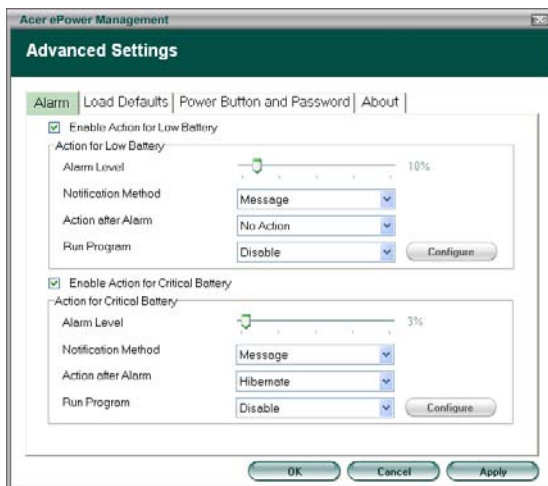 Acer ePower Management
Advanced Settings
Alarm Load Defaults Power Button and Password About
Enable Action for Low Battery
Action for Low Battery
Alarm Level 10%
Notification Method Message
Action after Alarm No Action
Run Program Disable Configure
Enable Action for Critical Battery
Action for Critical Battery
Alarm Level 3%
Notification Method Message
Action after Alarm Hibernate
Run Program Disable Configure
OK Cancel Apply